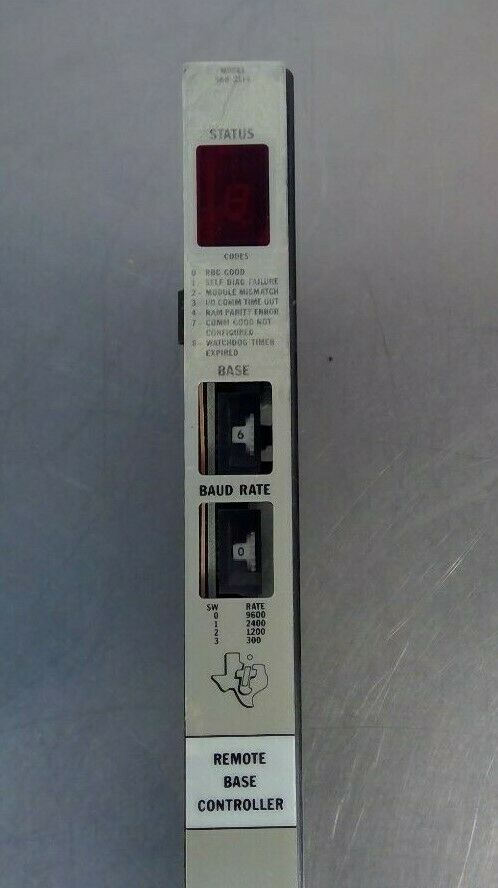 MODEL
STATUS
CODES
0 - RBC GOOD
1 - SELF DIAG FAILURE
2 - MODULE MISMATCH
3 - I/O COMM TIME OUT
4 - RAM PARITY ERROR
7 - COMM GOOD NOT
CONFIGURED
8 - WATCHDOG TIMER
EXPIRED
BASE
6
BAUD RATE
0
SW RATE
0 9600
1 2400
2 1200
3 300
REMOTE
BASE
CONTROLLER